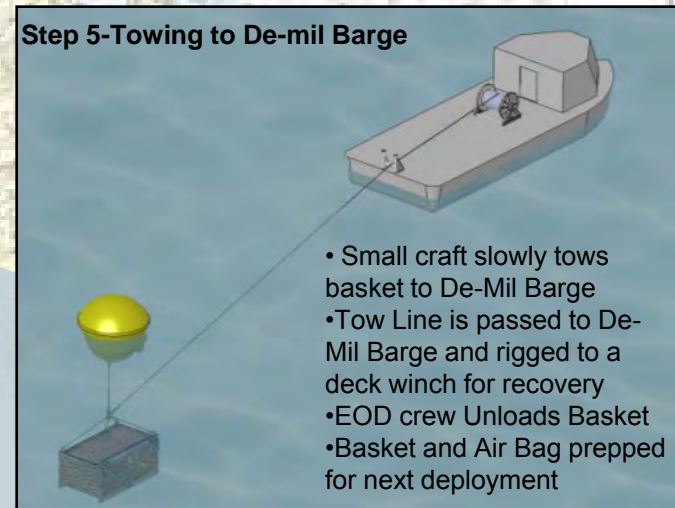 Step 5-Towing to De-mil Barge
• Small craft slowly tows
basket to De-Mil Barge
•Tow Line is passed to De-
Mil Barge and rigged to a
deck winch for recovery
•EOD crew Unloads Basket
•Basket and Air Bag prepped
for next deployment